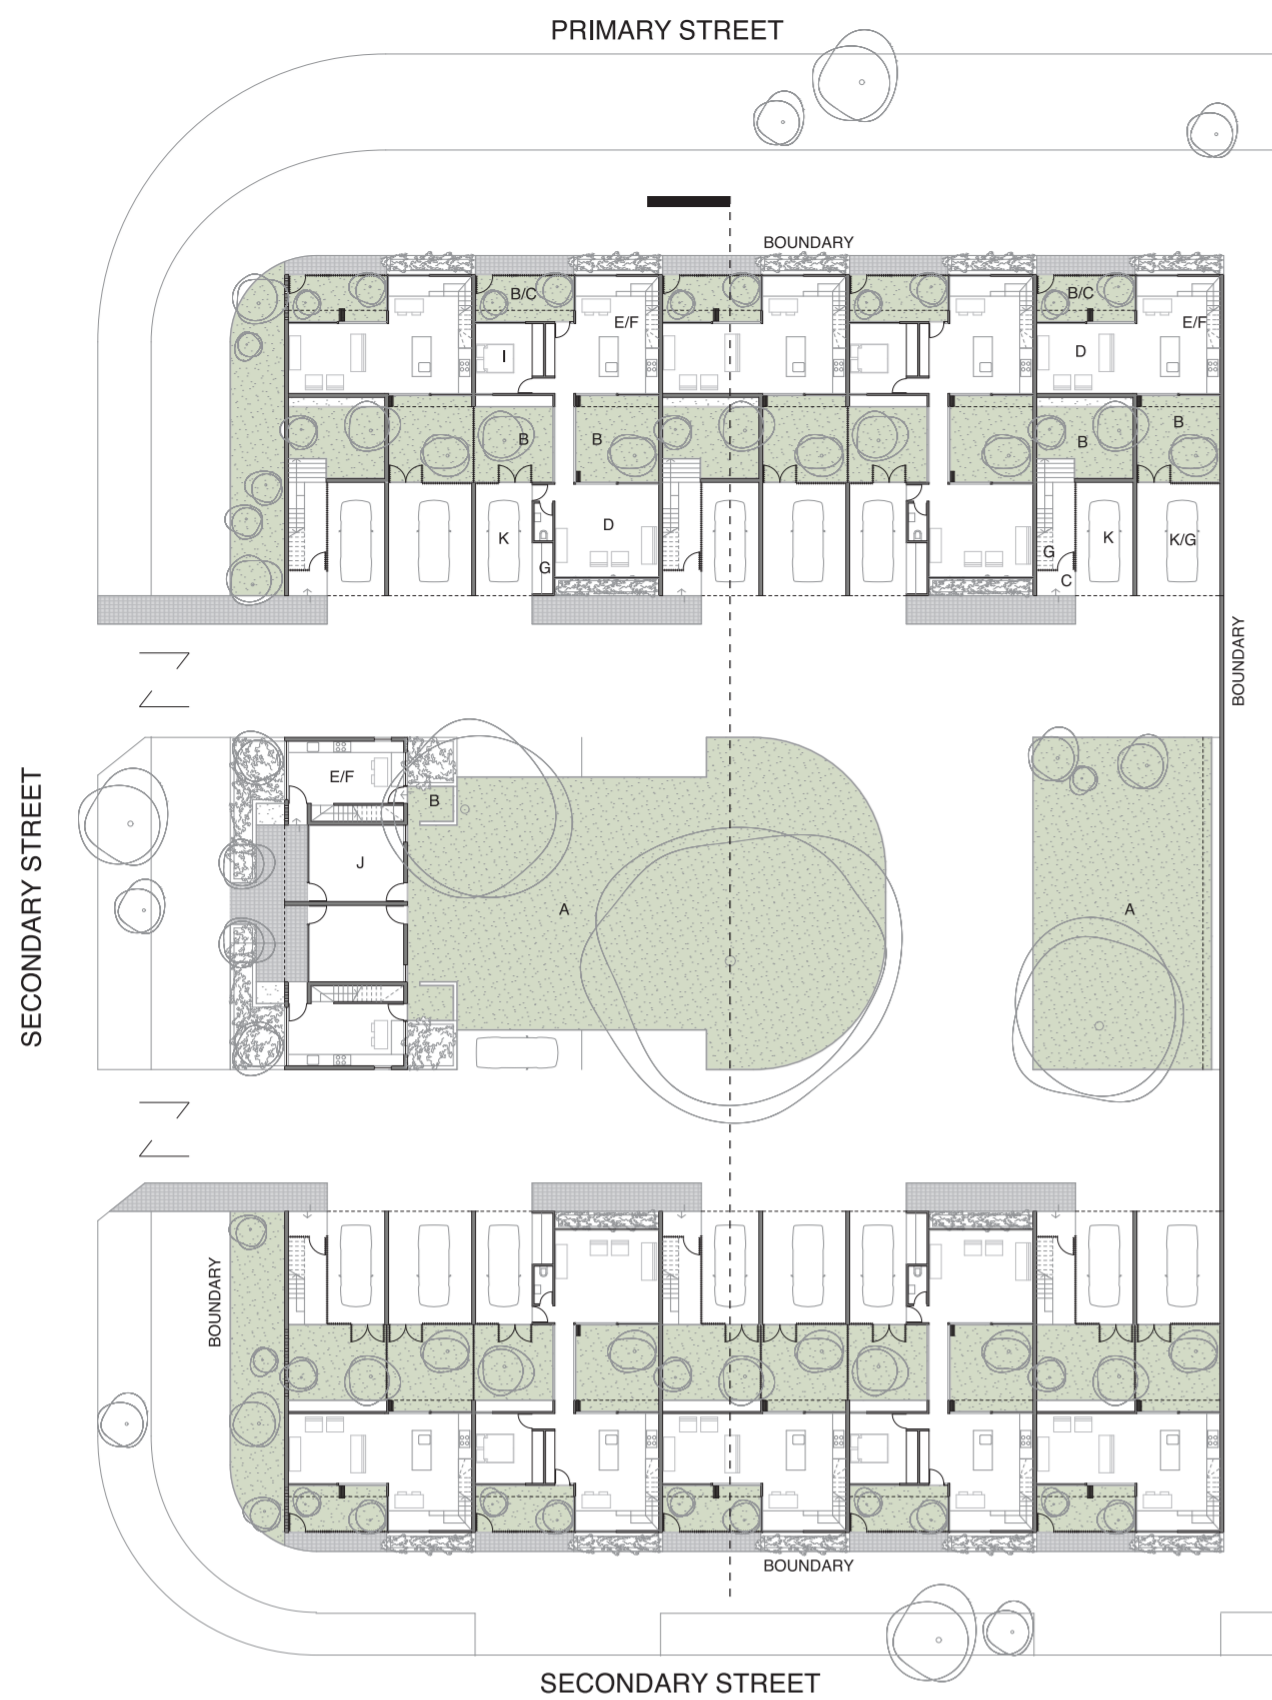 PRIMARY STREET
BOUNDARY
B/C
B/C
E/F
E/F
I
D
B
B
B
B
K
D
K
K/G
G
G
C
BOUNDARY
E/F
B
J
A
A
SECONDARY STREET
BOUNDARY
BOUNDARY
SECONDARY STREET